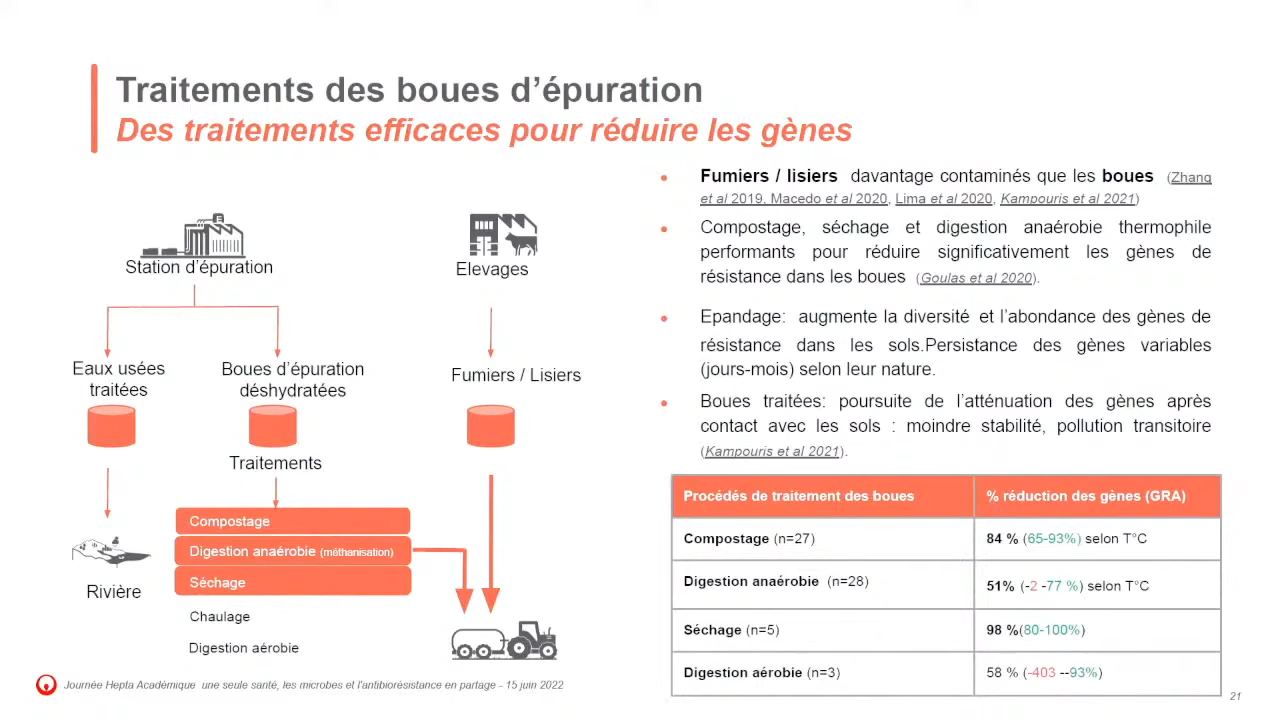 Traitements des boues d’épuration
Des traitements efficaces pour réduire les gènes
Station d’épuration
Elevages
Eaux usées
traitées
Boues d’épuration
déshydratées
Fumiers / Lisiers
Traitements
Compostage
Digestion anaérobie (méthanisation)
Séchage
Chaulage
Digestion aérobie
Rivière
• Fumiers / lisiers davantage contaminés que les boues (Zhang
et al 2019, Macedo et al 2020, Lima et al 2020, Kampouris et al 2021)
• Compostage, séchage et digestion anaérobie thermophile
performants pour réduire significativement les gènes de
résistance dans les boues (Goulas et al 2020).
• Epandage: augmente la diversité et l’abondance des gènes de
résistance dans les sols.Persistance des gènes variables
(jours-mois) selon leur nature.
• Boues traitées: poursuite de l’atténuation des gènes après
contact avec les sols : moindre stabilité, pollution transitoire
(Kampouris et al 2021).
Procédés de traitement des boues % réduction des gènes (GRA)
Compostage (n=27) 84 % (65-93%) selon T°C
Digestion anaérobie (n=28) 51% (-2 -77 %) selon T°C
Séchage (n=5) 98 %(80-100%)
Digestion aérobie (n=3) 58 % (-403 --93%)
Journée Hepta Académique une seule santé, les microbes et l'antibiorésistance en partage - 15 juin 2022
21